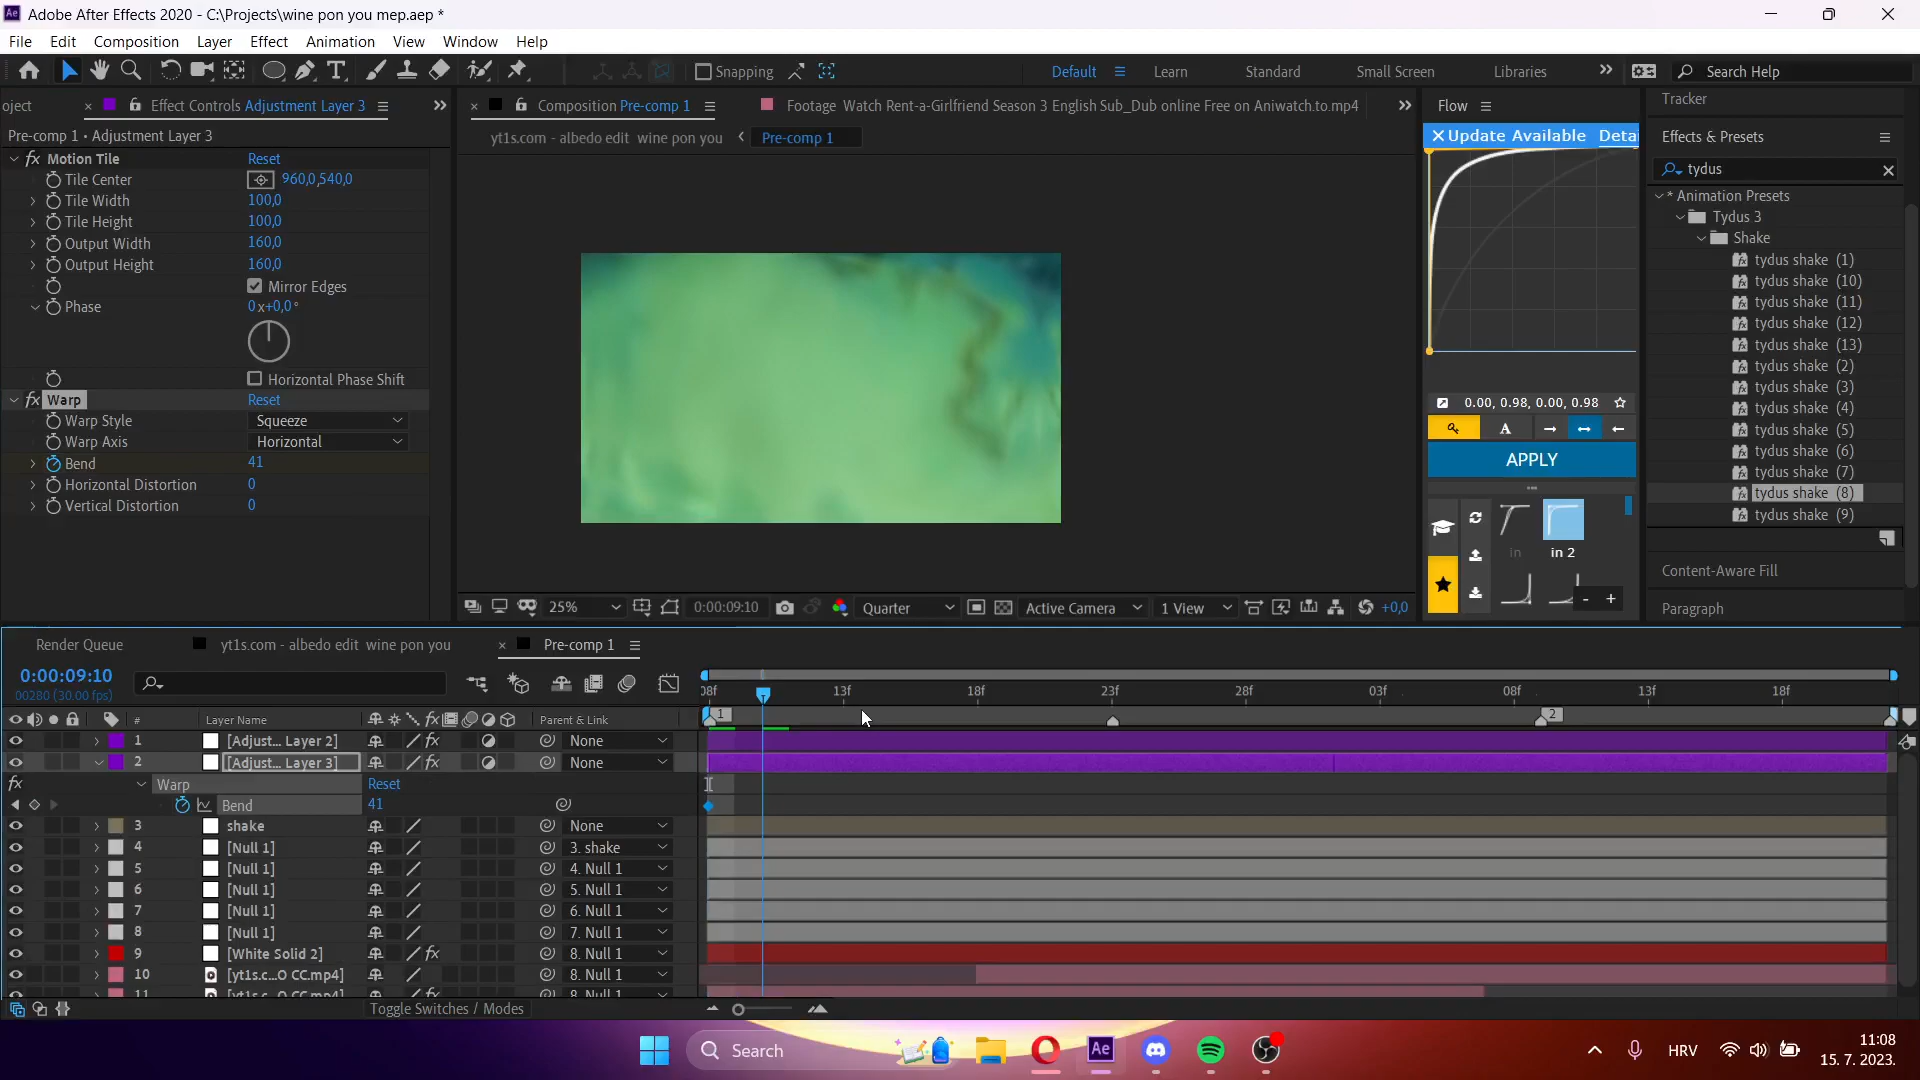 Adobe After Effects 2020 - C:\Projects\wine pon you mep.aep *
File Edit Composition Layer Effect Animation View Window Help
Snapping Default Learn Standard Small Screen Libraries Search Help
oject Effect Controls Adjustment Layer 3
Composition Pre-comp 1 Footage Watch Rent-a-Girlfriend Season 3 English Sub_Dub online Free on Aniwatch.to.mp4
Flow
Tracker
Pre-comp 1 • Adjustment Layer 3
yt1s.com - albedo edit wine pon you Pre-comp 1
Update Available Detai
Effects & Presets
fx Motion Tile Reset
Tile Center 960,0,540,0
Tile Width 100,0
Tile Height 100,0
Output Width 160,0
Output Height 160,0
Mirror Edges
Phase 0x+0,0°
Horizontal Phase Shift
fx Warp Reset
Warp Style Squeeze
Warp Axis Horizontal
Bend 41
Horizontal Distortion 0
Vertical Distortion 0
25% 0:00:09:10 Quarter Active Camera 1 View +0,0
0.00, 0.98, 0.00, 0.98
A
APPLY
in
in 2
- +
tydus
* Animation Presets
Tydus 3
Shake
tydus shake (1)
tydus shake (10)
tydus shake (11)
tydus shake (12)
tydus shake (13)
tydus shake (2)
tydus shake (3)
tydus shake (4)
tydus shake (5)
tydus shake (6)
tydus shake (7)
tydus shake (8)
tydus shake (9)
Content-Aware Fill
Paragraph
Render Queue yt1s.com - albedo edit wine pon you Pre-comp 1
0:00:09:10
00280 (30.00 fps)
08f 13f 18f 23f 28f 03f 08f 13f 18f
1 2
# Layer Name fx Parent & Link
1 [Adjust... Layer 2] fx None
2 [Adjust... Layer 3] fx None
fx Warp Reset
Bend 41
3 shake None
4 [Null 1] 3. shake
5 [Null 1] 4. Null 1
6 [Null 1] 5. Null 1
7 [Null 1] 6. Null 1
8 [Null 1] 7. Null 1
9 [White Solid 2] fx 8. Null 1
10 [yt1s.c...O CC.mp4] 8. Null 1
11 [yt1s.c...O CC.mp4] fx 8. Null 1
Toggle Switches / Modes
Search
Ae
HRV
11:08
15. 7. 2023.